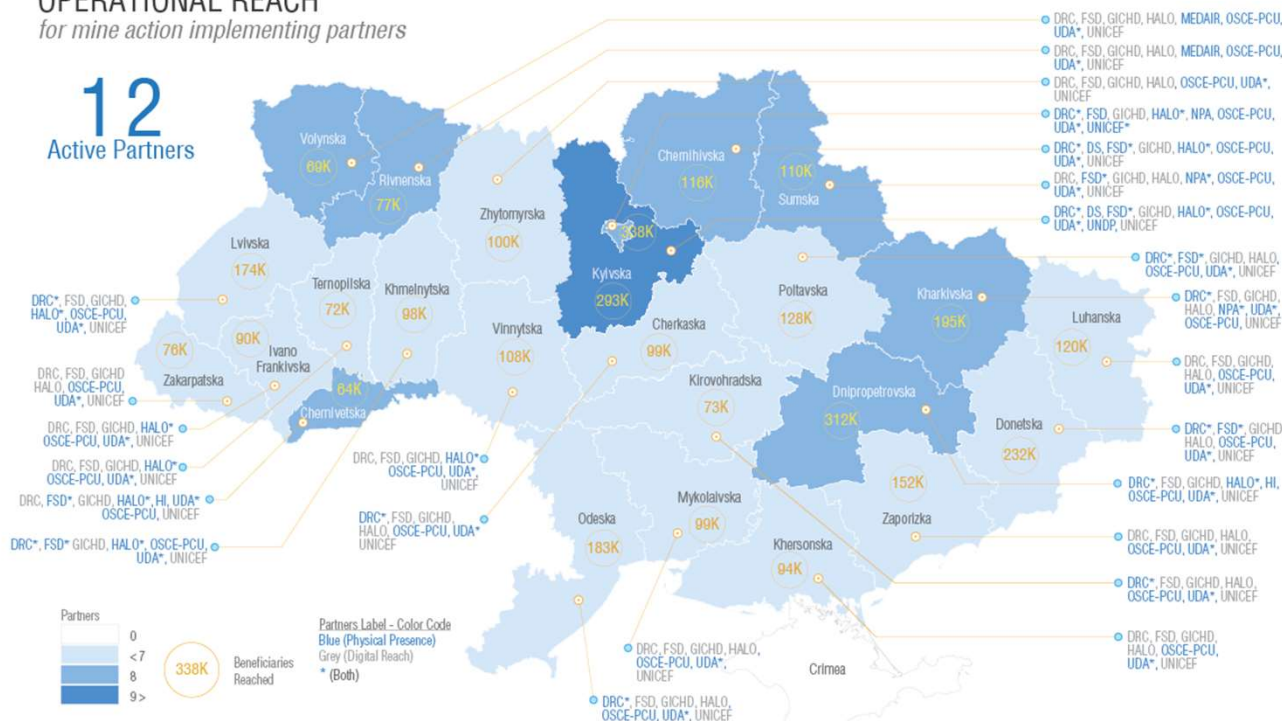 OPERATIONAL REACH
for mine action implementing partners
12
Active Partners
DRC, FSD, GICHD, HALO, MEDAIR, OSCE-PCU,
UDA*, UNICEF
DRC, FSD, GICHD, HALO, MEDAIR, OSCE-PCU,
UDA*, UNICEF
DRC, FSD, GICHD, HALO, OSCE-PCU, UDA*,
UNICEF
DRC*, FSD, GICHD, HALO*, NPA, OSCE-PCU,
UDA*, UNICEF*
DRC*, DS, FSD*, GICHD, HALO*, OSCE-PCU,
UDA*, UNICEF
DRC, FSD*, GICHD, HALO, NPA*, OSCE-PCU,
UDA*, UNICEF
DRC*, DS, FSD*, GICHD, HALO*, OSCE-PCU,
UDA*, UNDP, UNICEF
DRC*, FSD*, GICHD, HALO,
OSCE-PCU, UDA*, UNICEF
DRC*, FSD, GICHD,
HALO, NPA*, UDA*,
OSCE-PCU, UNICEF
DRC, FSD, GICHD,
HALO, OSCE-PCU,
UDA*, UNICEF
DRC*, FSD*, GICHD,
HALO, OSCE-PCU,
UDA*, UNICEF
DRC*, FSD, GICHD, HALO*, HI,
OSCE-PCU, UDA*, UNICEF
DRC, FSD, GICHD, HALO,
OSCE-PCU, UDA*, UNICEF
DRC*, FSD, GICHD, HALO,
OSCE-PCU, UDA*, UNICEF
DRC, FSD, GICHD,
HALO, OSCE-PCU,
UDA*, UNICEF
Volynska
69K
Rivnenska
77K
Zhytomyrska
100K
Kyivska
293K
338K
Chernihivska
116K
110K
Sumska
Lvivska
174K
Ternopilska
72K
Khmelnytska
98K
Vinnytska
108K
Cherkaska
99K
Poltavska
128K
Kharkivska
195K
Luhanska
120K
76K
Zakarpatska
90K
Ivano
Frankivska
64K
Chernivetska
Kirovohradska
73K
Dnipropetrovska
312K
Donetska
232K
152K
Zaporizka
Mykolaivska
99K
Odeska
183K
Khersonska
94K
Crimea
DRC*, FSD, GICHD,
HALO*, OSCE-PCU,
UDA*, UNICEF
DRC, FSD, GICHD
HALO, OSCE-PCU,
UDA*, UNICEF
DRC, FSD, GICHD, HALO*
OSCE-PCU, UDA*, UNICEF
DRC, FSD, GICHD, HALO*
OSCE-PCU, UDA*, UNICEF
DRC, FSD*, GICHD, HALO*, HI, UDA*
OSCE-PCU, UNICEF
DRC*, FSD* GICHD, HALO*, OSCE-PCU,
UDA*, UNICEF
DRC, FSD, GICHD, HALO*
OSCE-PCU, UDA*,
UNICEF
DRC*, FSD, GICHD,
HALO, OSCE-PCU, UDA*
UNICEF
DRC, FSD, GICHD, HALO,
OSCE-PCU, UDA*,
UNICEF
DRC*, FSD, GICHD, HALO,
OSCE-PCU, UDA*, UNICEF
Partners
0
<7
8
9 >
338K
Beneficiaries
Reached
Partners Label - Color Code
Blue (Physical Presence)
Grey (Digital Reach)
* (Both)